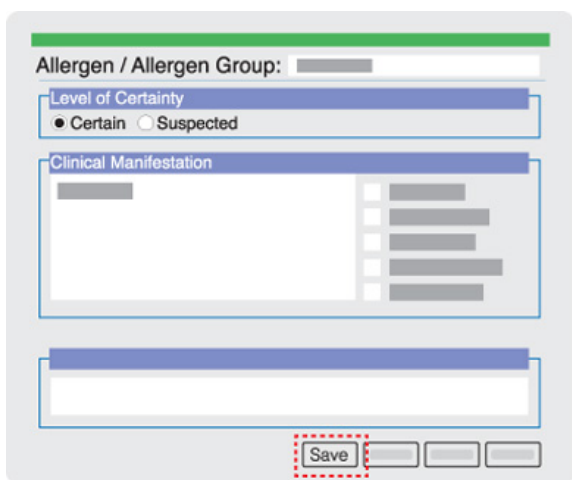 Allergen / Allergen Group:
Level of Certainty
Certain Suspected
Clinical Manifestation
Save